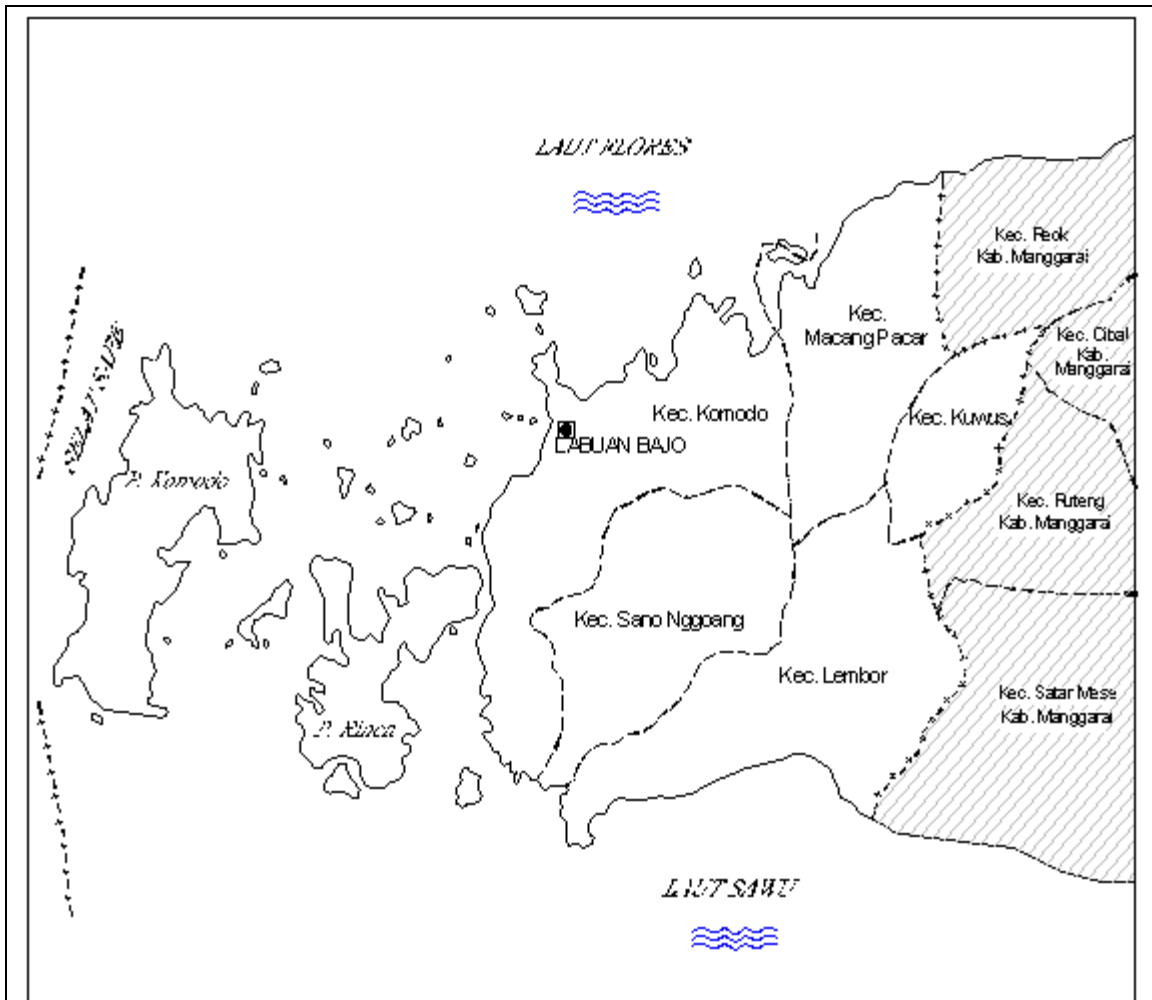 LAUT FLORES
Kec. Reok
Kab. Manggarai
Kec.
Macang Pacar
Kec. Cibal
Kab.
Manggarai
Kec. Komodo
Kec. Kuwus
LABUAN BAJO
P. Komodo
Kec. Ruteng
Kab. Manggarai
Kec. Sano Nggoang
Kec. Lembor
Kec. Satar Mese
Kab. Manggarai
P. Rinca
LAUT SAWU